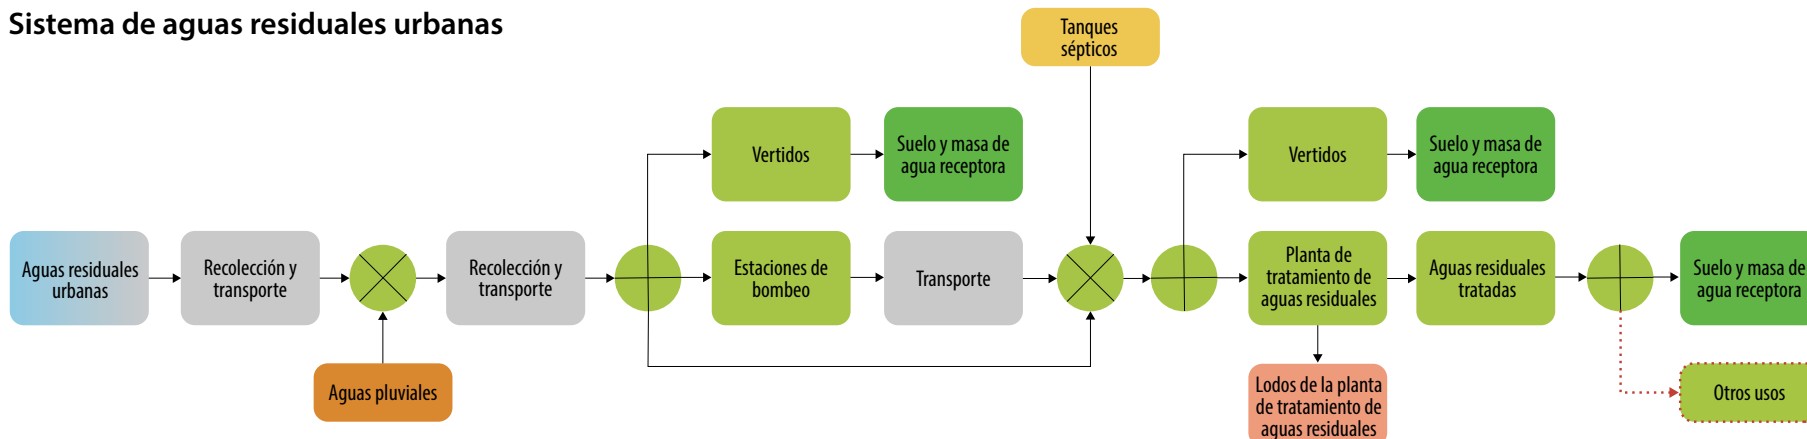 Sistema de aguas residuales urbanas
Tanques
sépticos
Vertidos
Suelo y masa de
agua receptora
Vertidos
Suelo y masa de
agua receptora
Aguas residuales
urbanas
Recolección y
transporte
Recolección y
transporte
Estaciones de
bombeo
Transporte
Planta de
tratamiento de
aguas residuales
Aguas residuales
tratadas
Suelo y masa de
agua receptora
Aguas pluviales
Lodos de la planta
de tratamiento de
aguas residuales
Otros usos